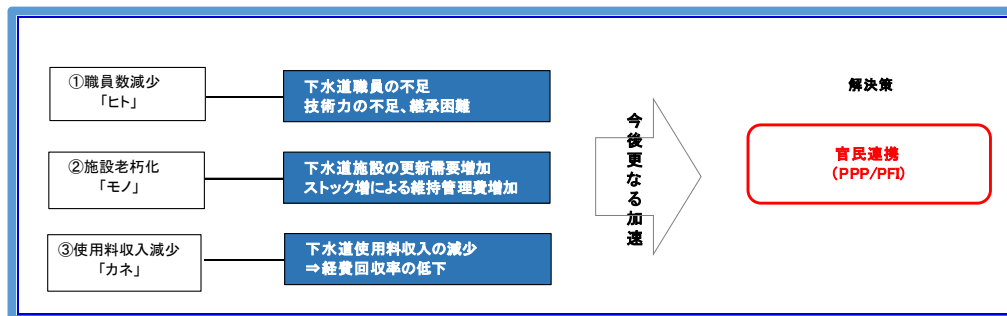 ①職員数減少
「ヒト」
下水道職員の不足
技術力の不足、継承困難
②施設老朽化
「モノ」
下水道施設の更新需要増加
ストック増による維持管理費増加
③使用料収入減少
「カネ」
下水道使用料収入の減少
⇒経費回収率の低下
今後更なる加速
解決策
官民連携
(PPP/PFI)